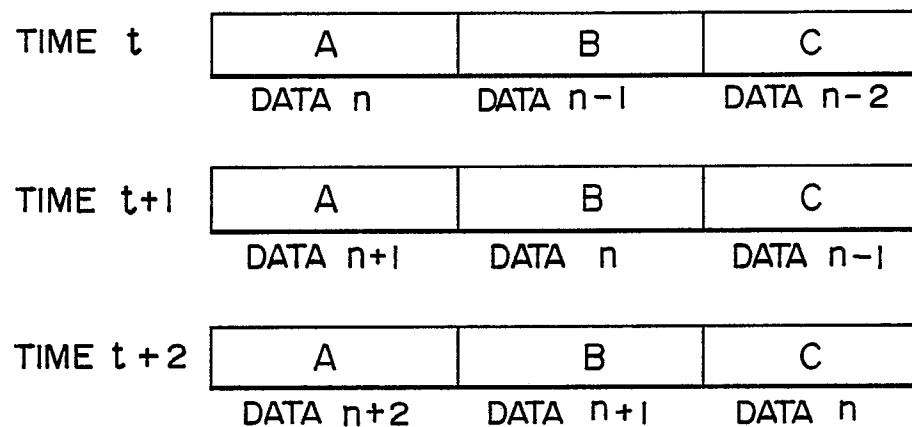 TIME t A B C
DATA n DATA n-1 DATA n-2
TIME t+1 A B C
DATA n+1 DATA n DATA n-1
TIME t+2 A B C
DATA n+2 DATA n+1 DATA n